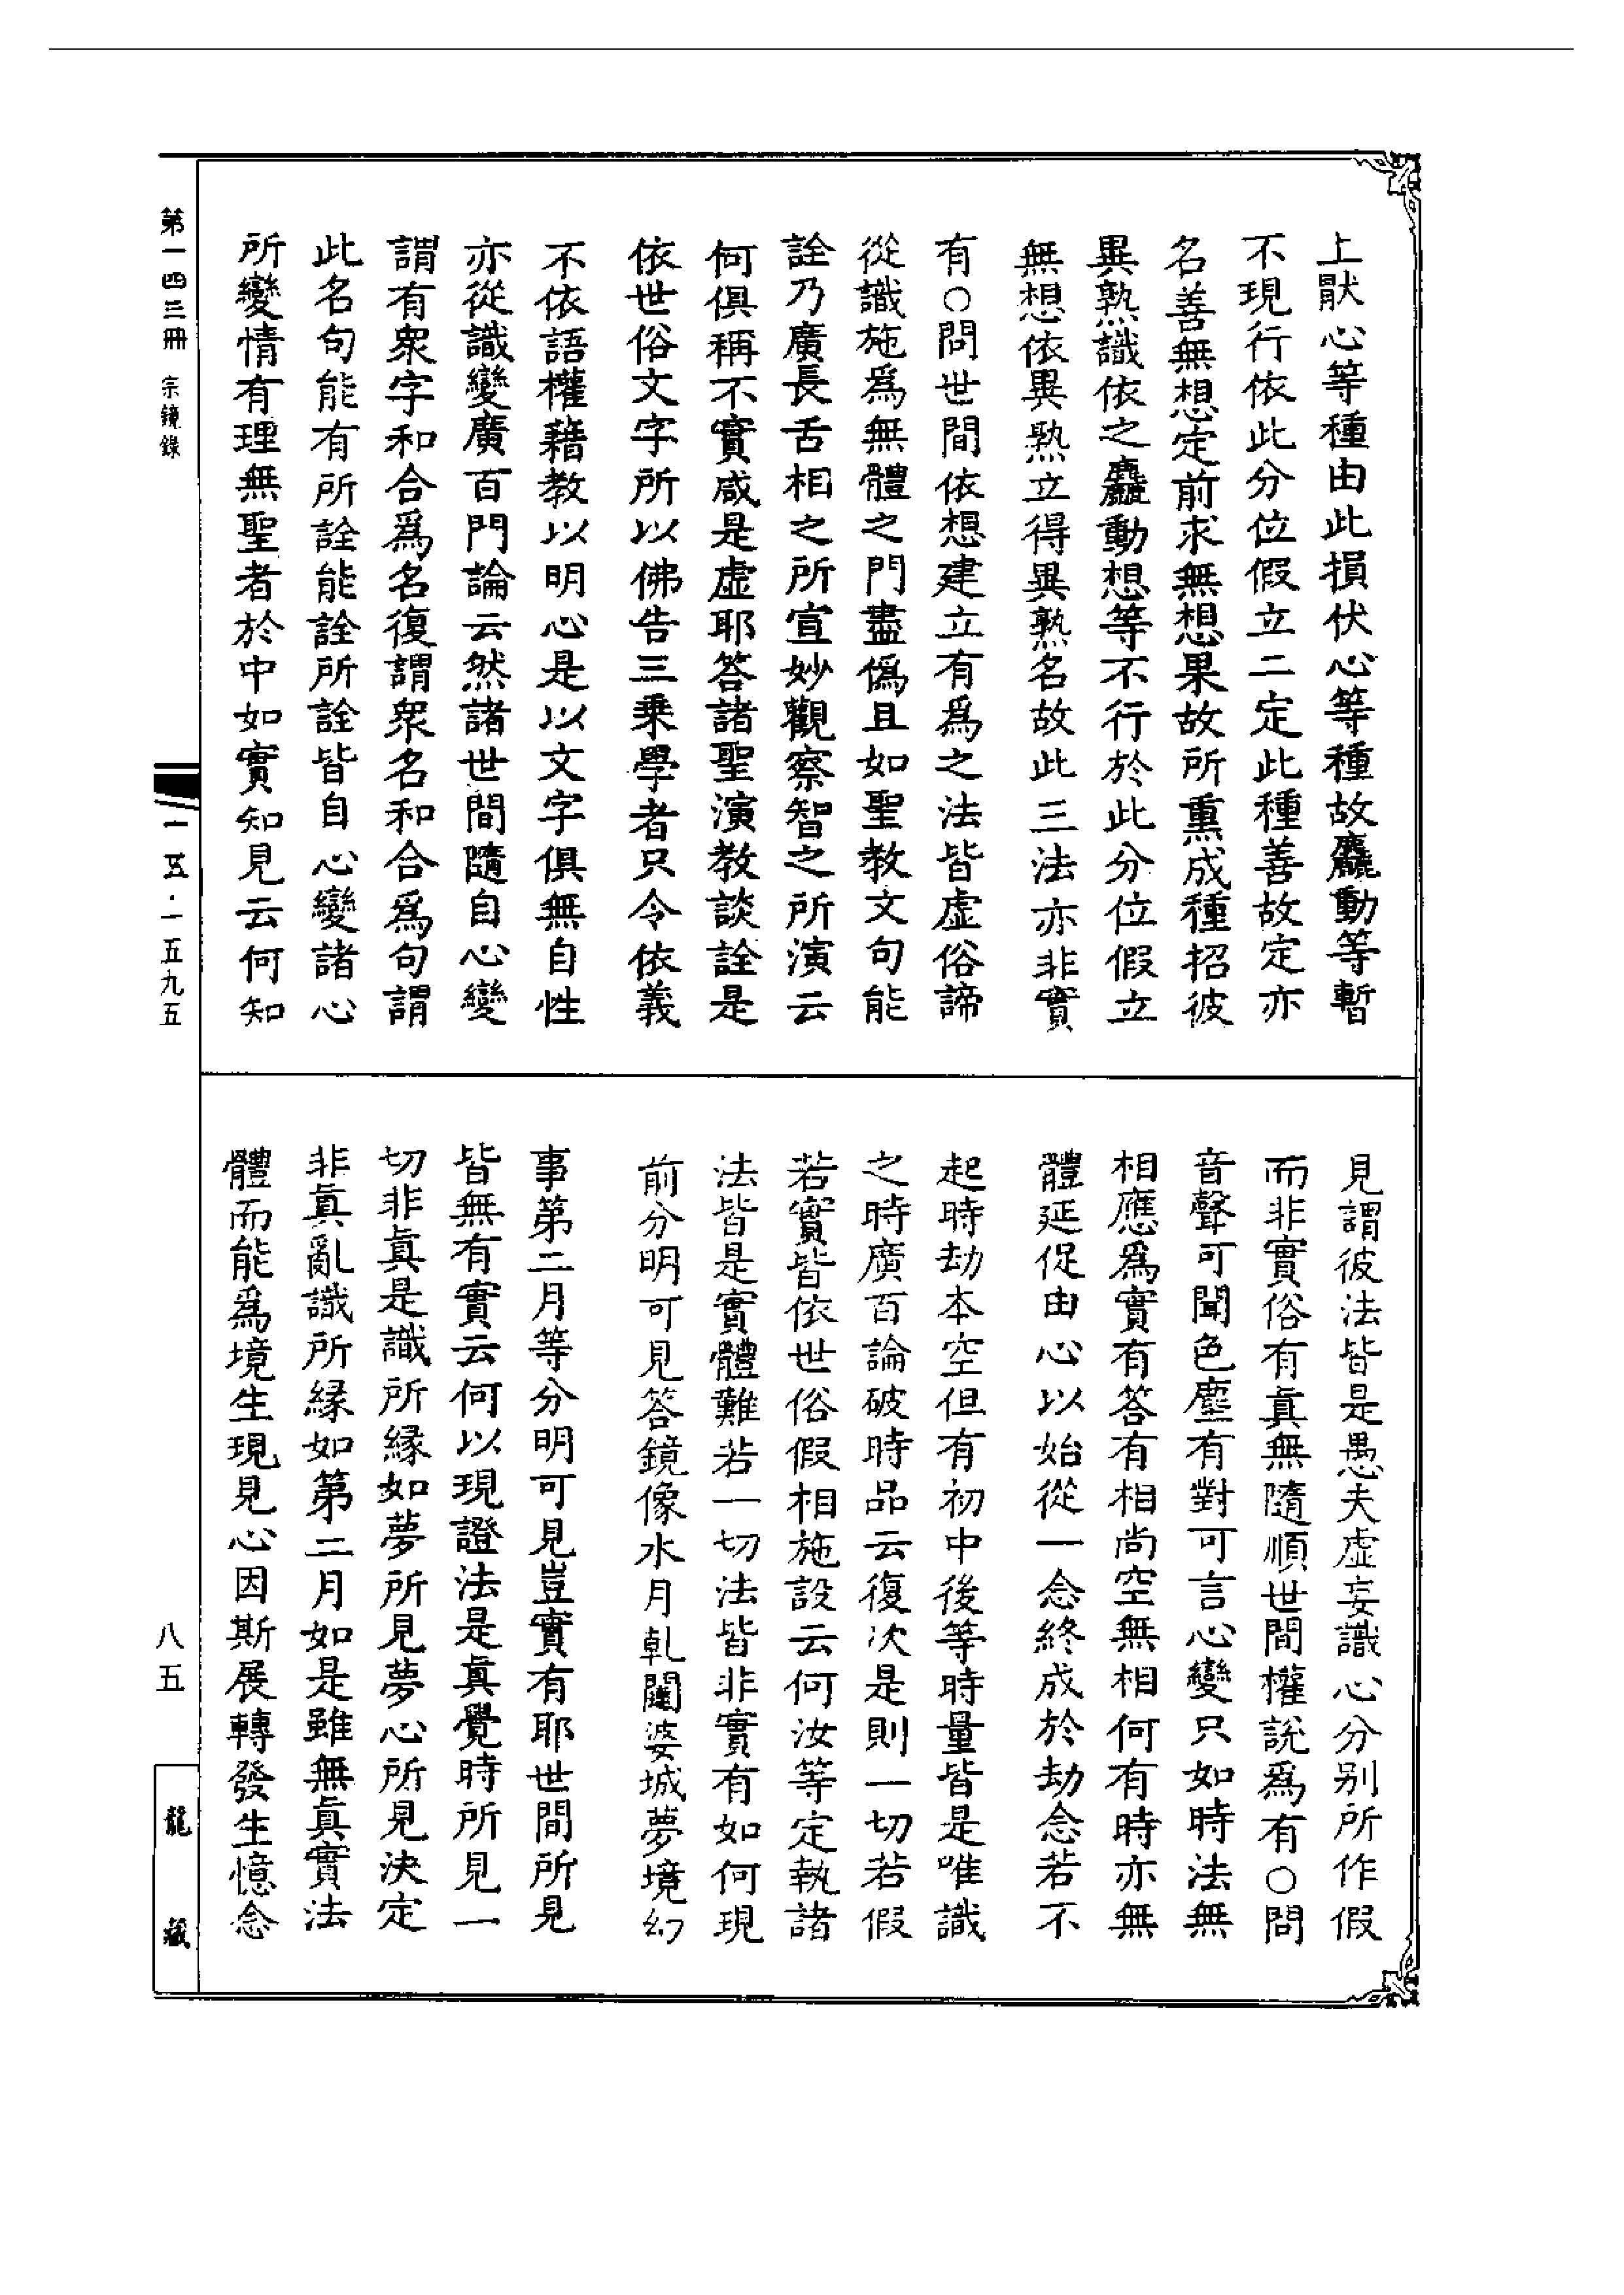 上猒心等種由此損伏心等種故麤動等暫
不現行依此分位假立二定此種善故定亦
名善無想定前求無想果故所熏成種招彼
異熟識依之麤動想等不行於此分位假立
無想依異熟立得異熟名故此三法亦非實
有○問世間依想建立有爲之法皆虛俗諦
從識施爲無體之門盡僞且如聖教文句能
詮乃廣長舌相之所宣妙觀察智之所演云
何俱稱不實咸是虛耶答諸聖演教談詮是
依世俗文字所以佛告三乗學者只令依義
不依語權藉教以明心是以文字俱無自性
亦從識變廣百門論云然諸世間隨自心變
謂有衆字和合爲名復謂衆名和合爲句謂
此名句能有所詮能詮所詮皆自心變諸心
所變情有理無聖者於中如實知見云何知
見謂彼法皆是愚夫虛妄識心分别所作假
而非實俗有眞無隨順世間權說爲有○問
音聲可聞色塵有對可言心變只如時法無
相應爲實有答有相尚空無相何有時亦無
體延促由心以始從一念終成於劫念若不
起時劫本空但有初中後等時量皆是唯識
之時廣百論破時品云復次是則一切若假
若實皆依世俗假相施設云何汝等定執諸
法皆是實體難若一切法皆非實有如何現
前分明可見答鏡像水月乹闥婆城夢境幻
事第二月等分明可見豈實有耶世間所見
皆無有實云何以現證法是眞覺時所見一
切非眞是識所緣如夢所見夢心所見決定
非眞亂識所緣如第二月如是雖無眞實法
體而能爲境生現見心因斯展轉發生憶念
第一四三冊 宗鏡錄
一五·一五九五
八五
龍藏